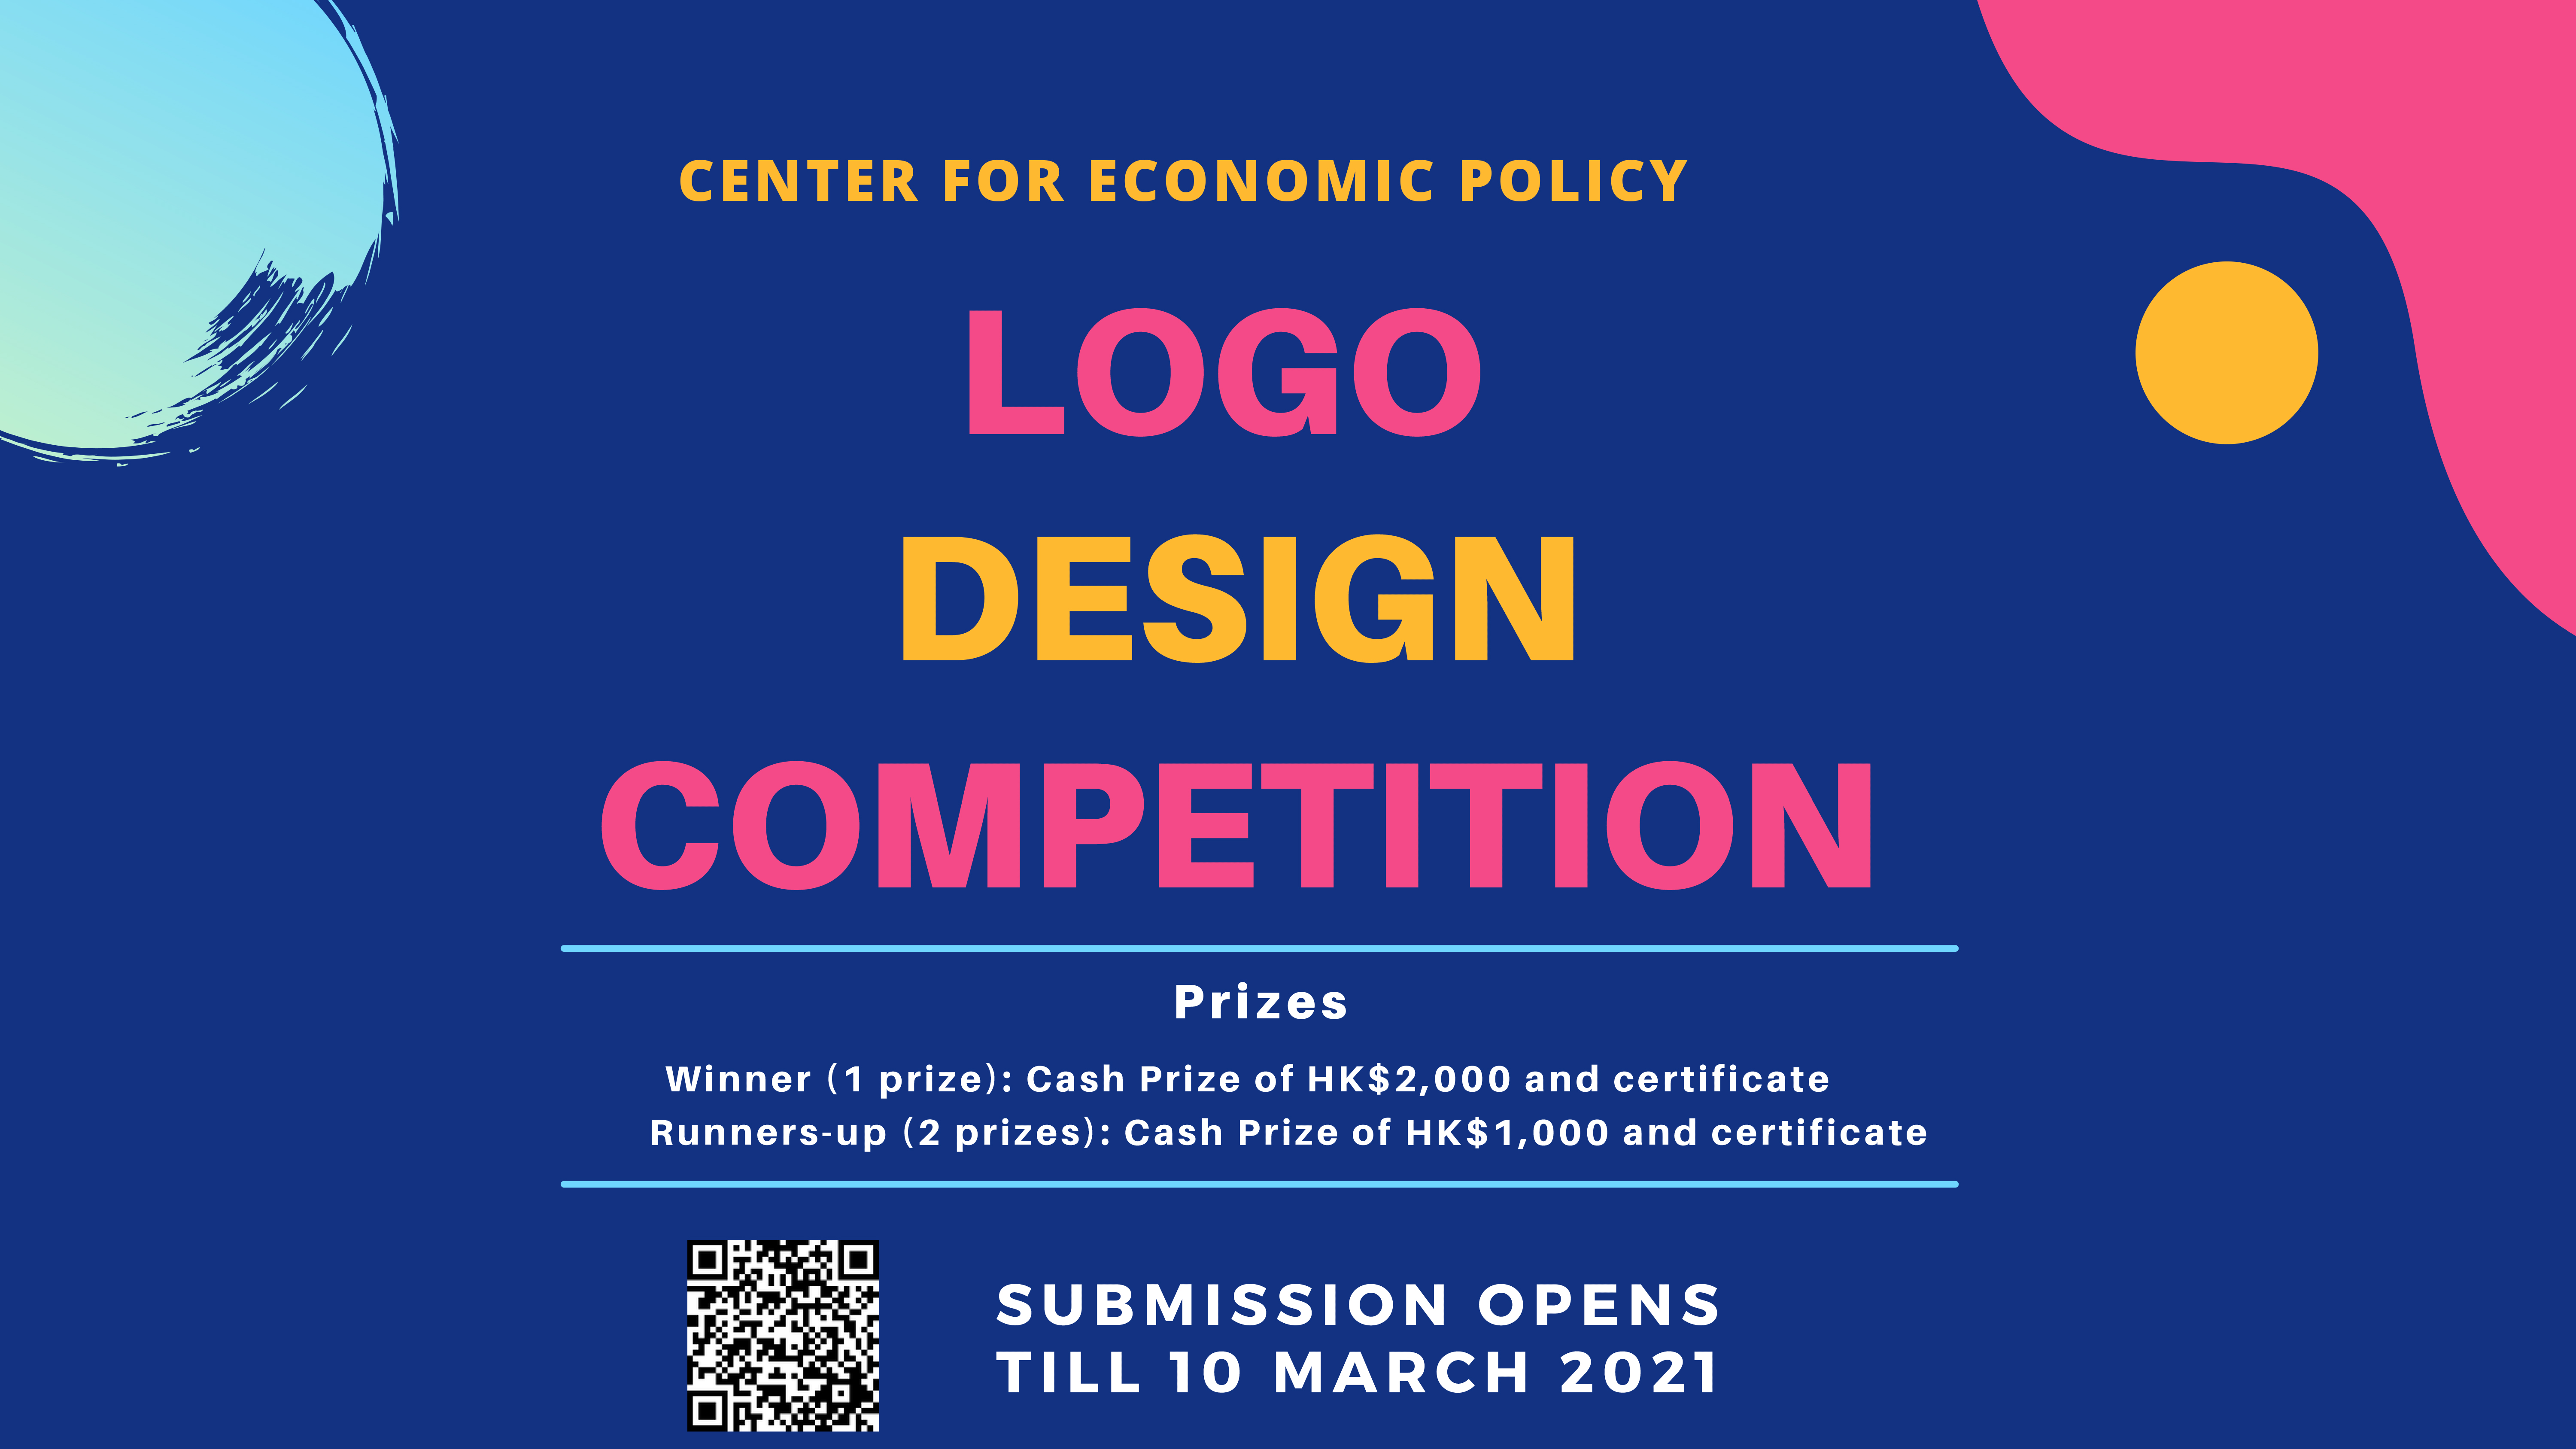 CENTER FOR ECONOMIC POLICY
LOGO
DESIGN
COMPETITION
Prizes
Winner (1 prize): Cash Prize of HK$2,000 and certificate
Runners-up (2 prizes): Cash Prize of HK$1,000 and certificate
SUBMISSION OPENS
TILL 10 MARCH 2021